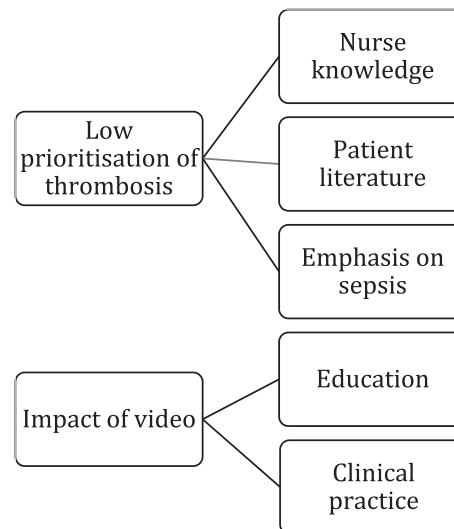 Low
prioritisation of
thrombosis
Nurse
knowledge
Patient
literature
Emphasis on
sepsis
Impact of video
Education
Clinical
practice